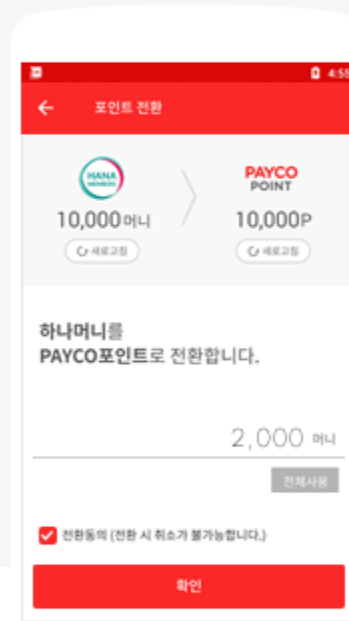 4:55
포인트 전환
HANA
MEMBERS
PAYCO
POINT
10,000 머니
10,000P
새로고침
새로고침
하나머니를
PAYCO포인트로 전환합니다.
2,000 머니
전체사용
전환동의 (전환 시 취소가 불가능합니다.)
확인